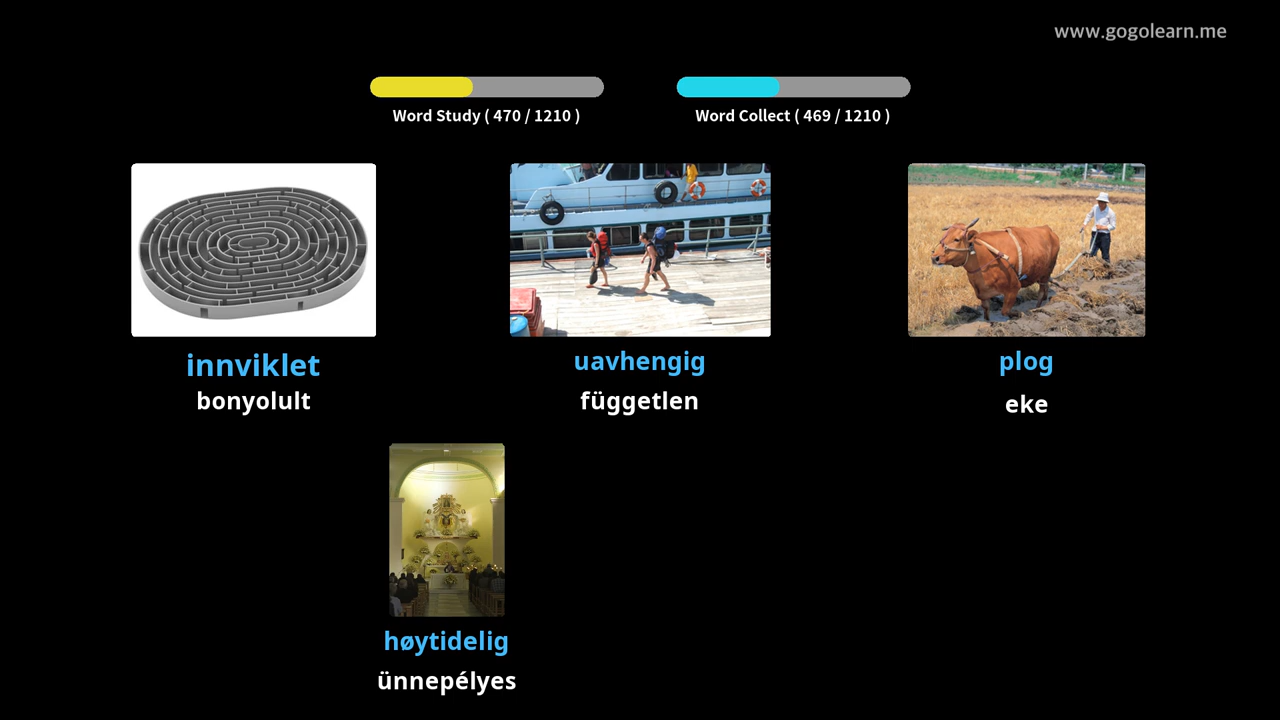 www.gogolearn.me
Word Study ( 470 / 1210 )
Word Collect ( 469 / 1210 )
innviklet
bonyolult
uavhengig
független
plog
eke
høytidelig
ünnepélyes